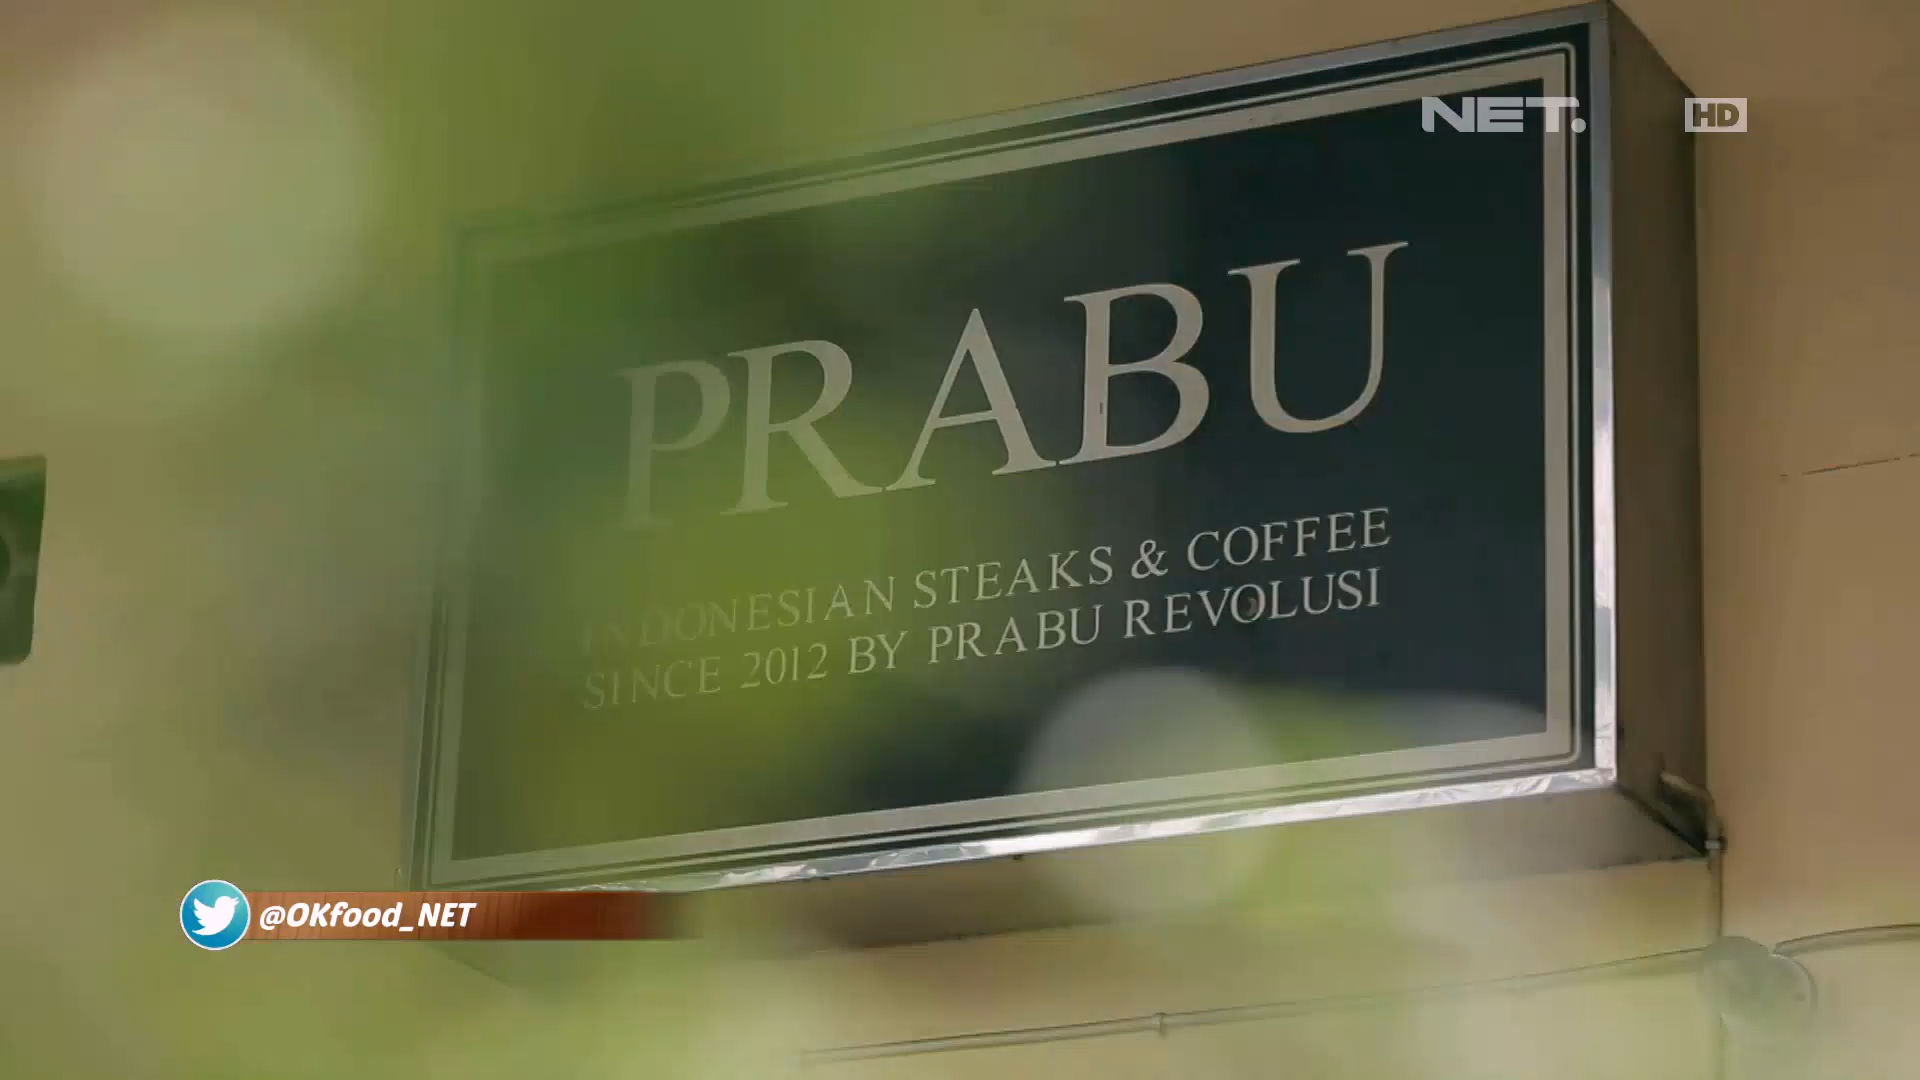 NET.
HD
PRABU
INDONESIAN STEAKS & COFFEE
SINCE 2012 BY PRABU REVOLUSI
@OKfood_NET